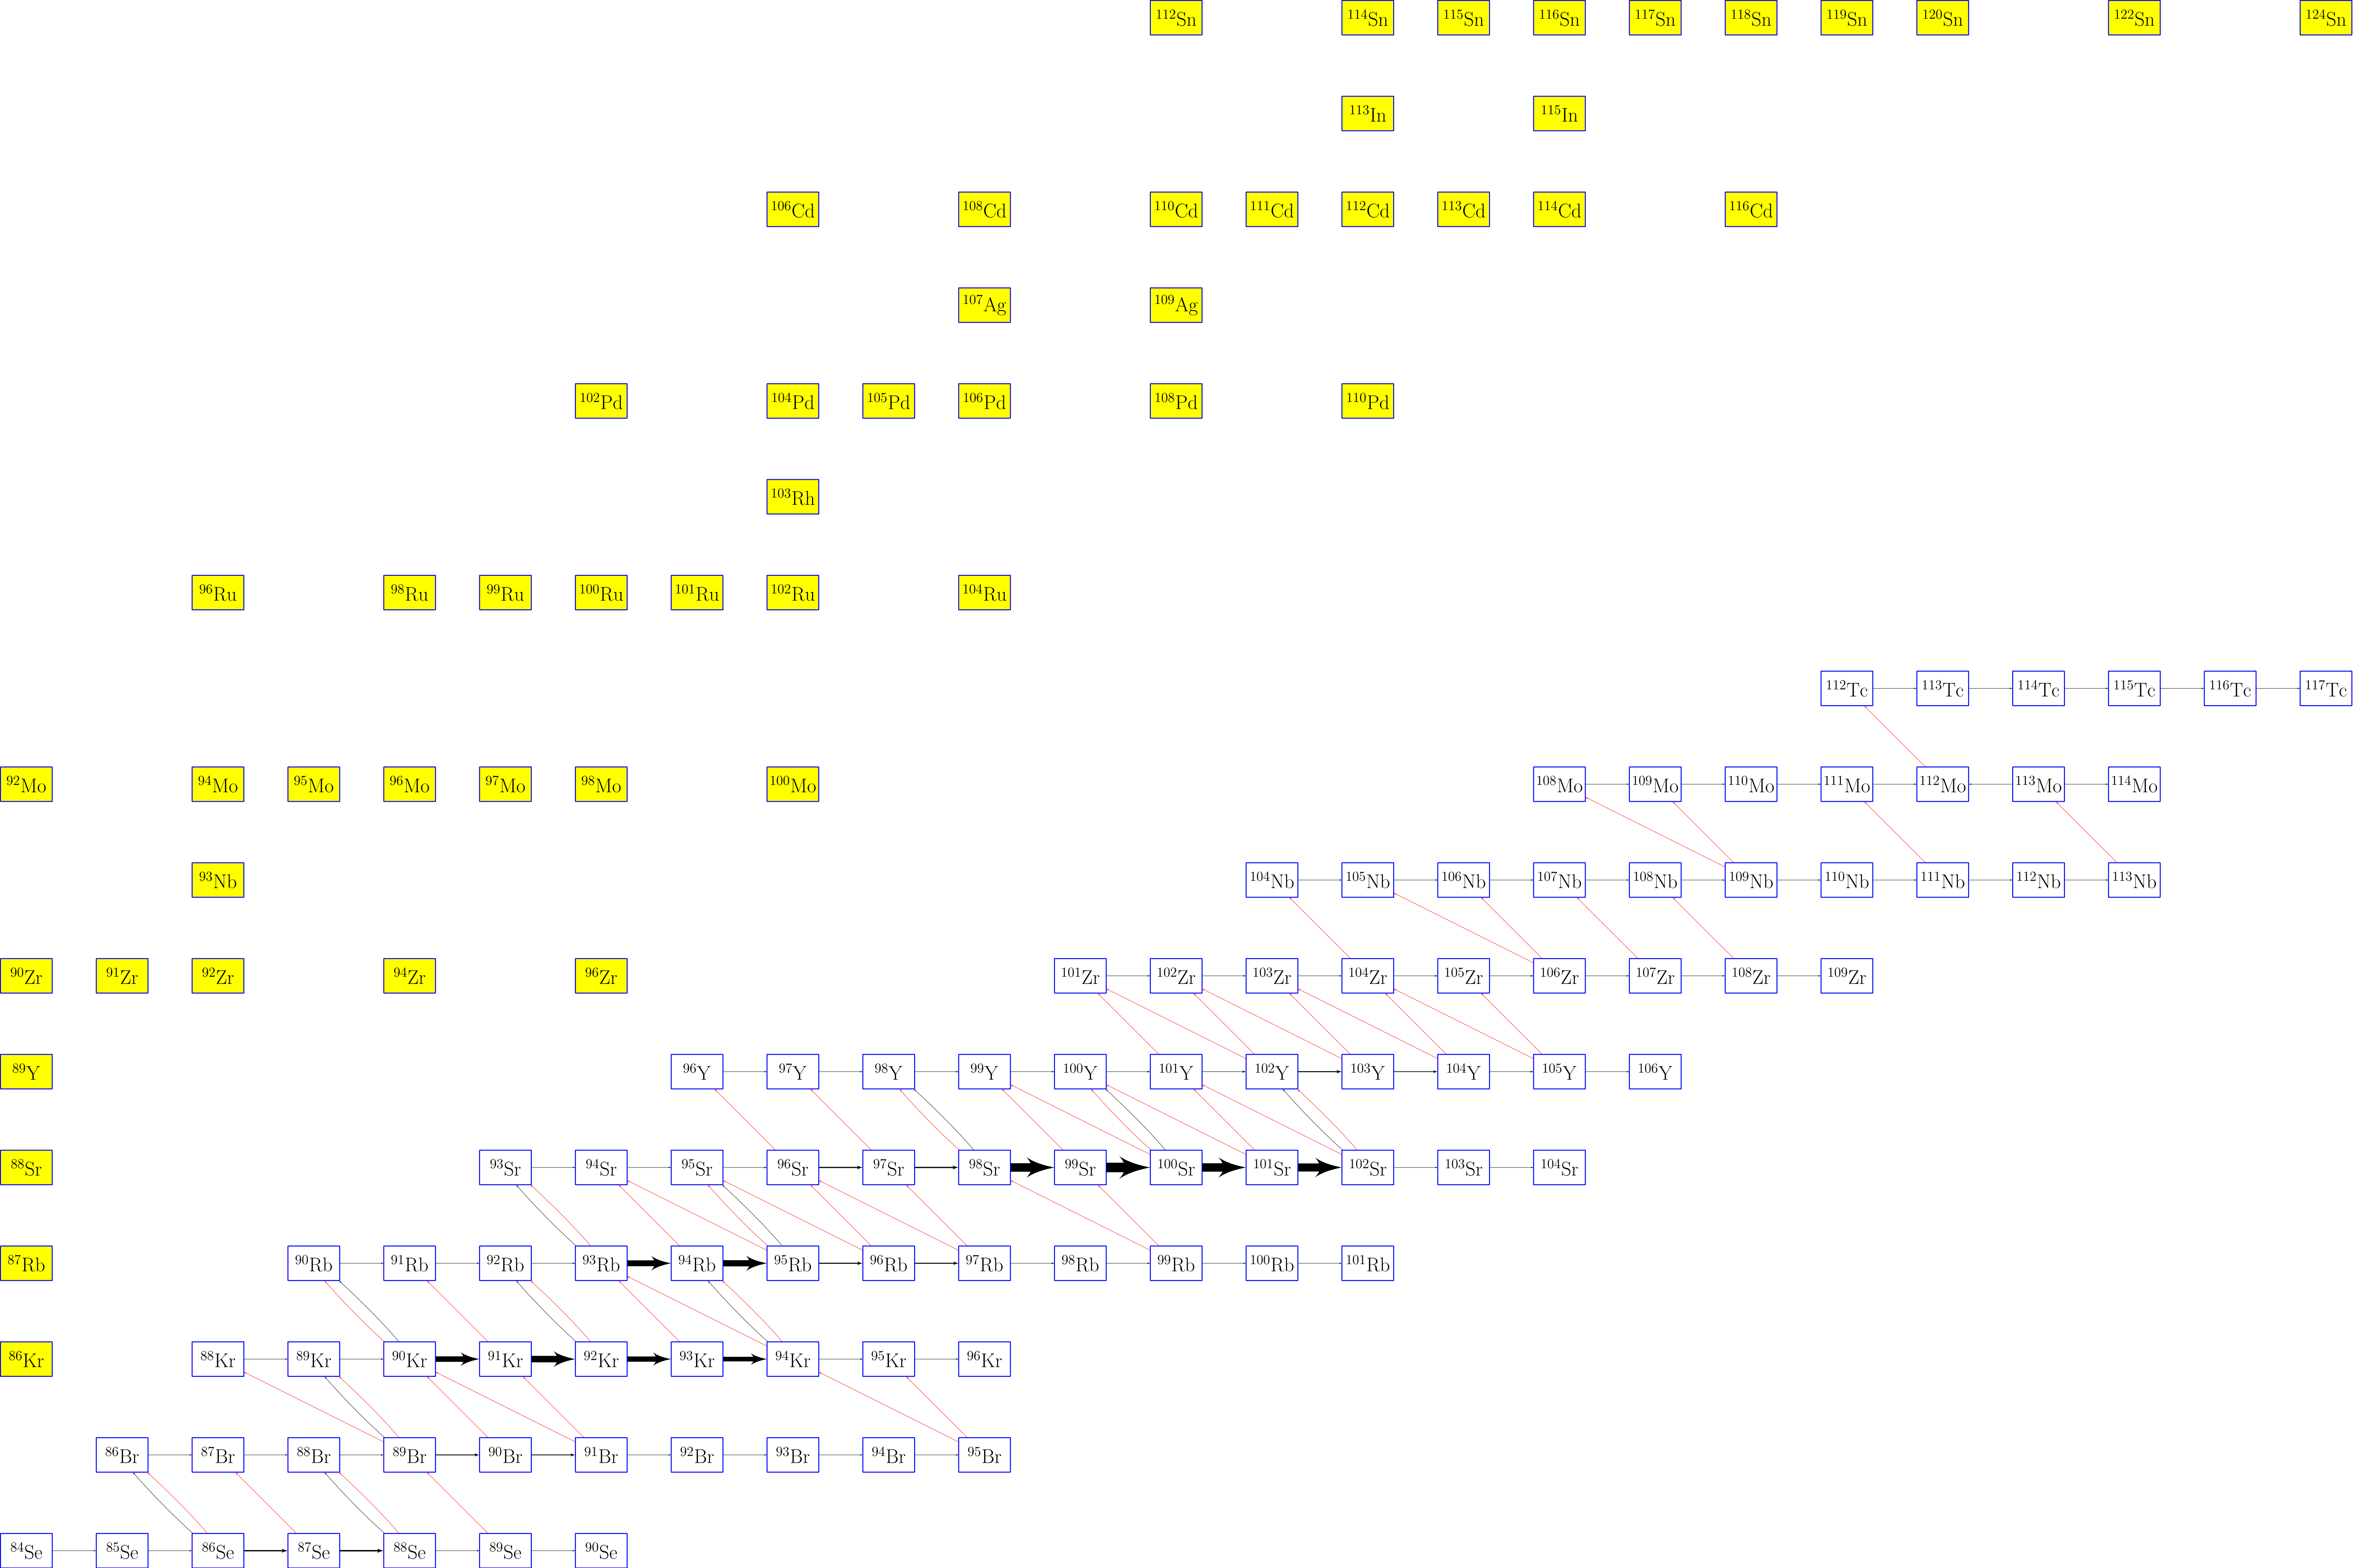 ¹¹²Sn ¹¹⁴Sn ¹¹⁵Sn ¹¹⁶Sn ¹¹⁷Sn ¹¹⁸Sn ¹¹⁹Sn ¹²⁰Sn ¹²²Sn ¹²⁴Sn
¹¹³In ¹¹⁵In
¹⁰⁶Cd ¹⁰⁸Cd ¹¹⁰Cd ¹¹¹Cd ¹¹²Cd ¹¹³Cd ¹¹⁴Cd ¹¹⁶Cd
¹⁰⁷Ag ¹⁰⁹Ag
¹⁰²Pd ¹⁰⁴Pd ¹⁰⁵Pd ¹⁰⁶Pd ¹⁰⁸Pd ¹¹⁰Pd
¹⁰³Rh
⁹⁶Ru ⁹⁸Ru ⁹⁹Ru ¹⁰⁰Ru ¹⁰¹Ru ¹⁰²Ru ¹⁰⁴Ru
¹¹²Tc ¹¹³Tc ¹¹⁴Tc ¹¹⁵Tc ¹¹⁶Tc ¹¹⁷Tc
⁹²Mo ⁹⁴Mo ⁹⁵Mo ⁹⁶Mo ⁹⁷Mo ⁹⁸Mo ¹⁰⁰Mo ¹⁰⁸Mo ¹⁰⁹Mo ¹¹⁰Mo ¹¹¹Mo ¹¹²Mo ¹¹³Mo ¹¹⁴Mo
⁹³Nb ¹⁰⁴Nb ¹⁰⁵Nb ¹⁰⁶Nb ¹⁰⁷Nb ¹⁰⁸Nb ¹⁰⁹Nb ¹¹⁰Nb ¹¹¹Nb ¹¹²Nb ¹¹³Nb
⁹⁰Zr ⁹¹Zr ⁹²Zr ⁹⁴Zr ⁹⁶Zr ¹⁰¹Zr ¹⁰²Zr ¹⁰³Zr ¹⁰⁴Zr ¹⁰⁵Zr ¹⁰⁶Zr ¹⁰⁷Zr ¹⁰⁸Zr ¹⁰⁹Zr
⁸⁹Y ⁹⁶Y ⁹⁷Y ⁹⁸Y ⁹⁹Y ¹⁰⁰Y ¹⁰¹Y ¹⁰²Y ¹⁰³Y ¹⁰⁴Y ¹⁰⁵Y ¹⁰⁶Y
⁸⁸Sr ⁹³Sr ⁹⁴Sr ⁹⁵Sr ⁹⁶Sr ⁹⁷Sr ⁹⁸Sr ⁹⁹Sr ¹⁰⁰Sr ¹⁰¹Sr ¹⁰²Sr ¹⁰³Sr ¹⁰⁴Sr
⁸⁷Rb ⁹⁰Rb ⁹¹Rb ⁹²Rb ⁹³Rb ⁹⁴Rb ⁹⁵Rb ⁹⁶Rb ⁹⁷Rb ⁹⁸Rb ⁹⁹Rb ¹⁰⁰Rb ¹⁰¹Rb
⁸⁶Kr ⁸⁸Kr ⁸⁹Kr ⁹⁰Kr ⁹¹Kr ⁹²Kr ⁹³Kr ⁹⁴Kr ⁹⁵Kr ⁹⁶Kr
⁸⁶Br ⁸⁷Br ⁸⁸Br ⁸⁹Br ⁹⁰Br ⁹¹Br ⁹²Br ⁹³Br ⁹⁴Br ⁹⁵Br
⁸⁴Se ⁸⁵Se ⁸⁶Se ⁸⁷Se ⁸⁸Se ⁸⁹Se ⁹⁰Se